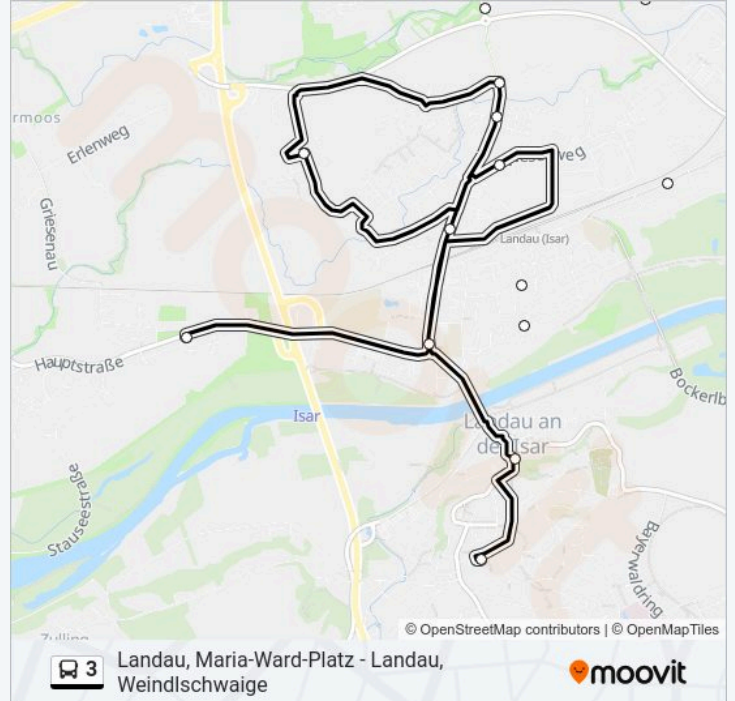 rmoos
Erlenweg
weg
Griesenau
Landau (Isar)
Hauptstraße
Bockerlb
Isar
Landau an
der Isar
Stauseestraße
Bayerwaldring
Zulling
© OpenStreetMap contributors | © OpenMapTiles
3
Landau, Maria-Ward-Platz - Landau,
Weindlschwaige
moovit